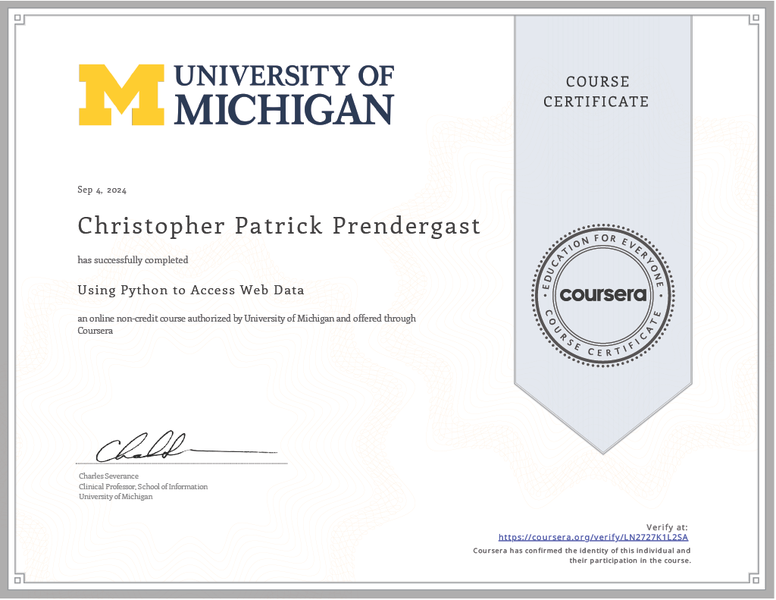 UNIVERSITY OF
MICHIGAN
COURSE
CERTIFICATE
Sep 4, 2024
Christopher Patrick Prendergast
has successfully completed
Using Python to Access Web Data
an online non-credit course authorized by University of Michigan and offered through
Coursera
EDUCATION FOR EVERYONE
coursera
COURSE CERTIFICATE
Charles Severance
Clinical Professor, School of Information
University of Michigan
Verify at:
https://coursera.org/verify/LN2727K1L2SA
Coursera has confirmed the identity of this individual and
their participation in the course.